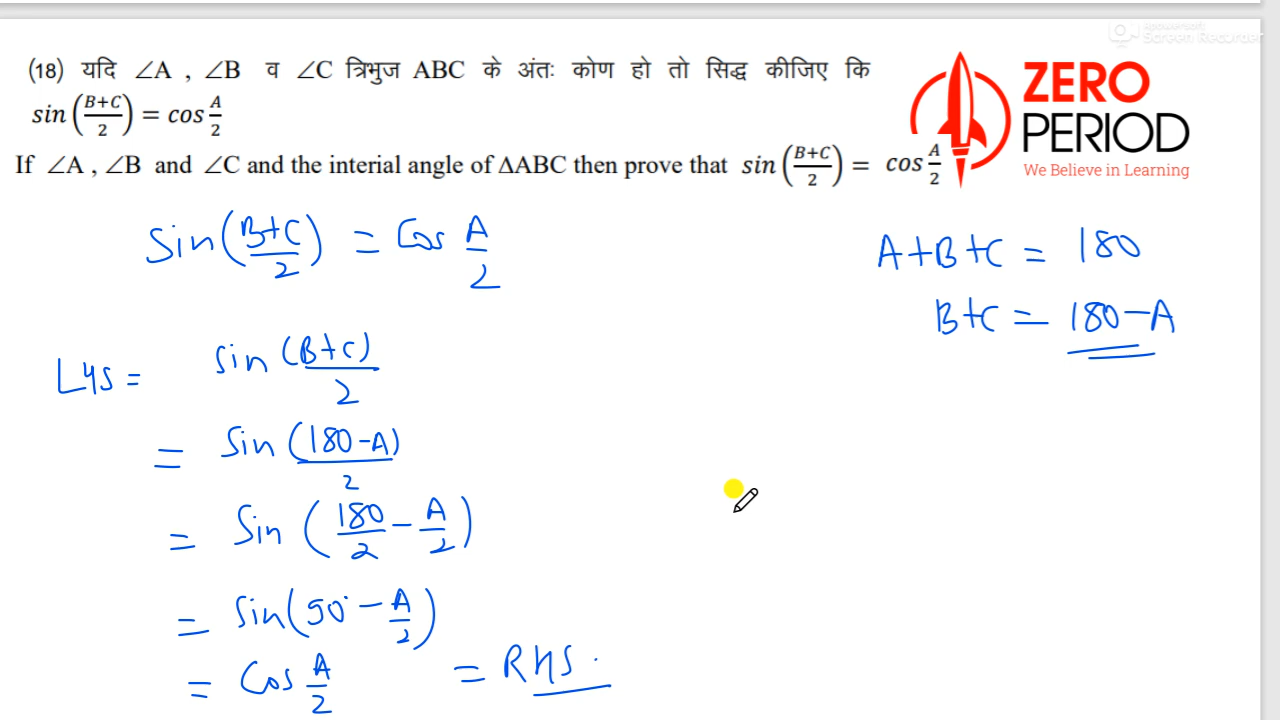 Apowersoft
Screen Recorder
(18) यदि ∠A , ∠B व ∠C त्रिभुज ABC के अंतः कोण हो तो सिद्ध कीजिए कि
sin (B+C/2) = cos A/2
If ∠A , ∠B and ∠C and the interial angle of ΔABC then prove that sin (B+C/2) = cos A/2
ZERO
PERIOD
We Believe in Learning
Sin(B+C/2) = Cos A/2
A+B+C = 180
B+C = 180-A
LHS = sin (B+C)/2
= Sin (180-A)/2
= Sin (180/2 - A/2)
= Sin(90° - A/2)
= Cos A/2 = RHS.